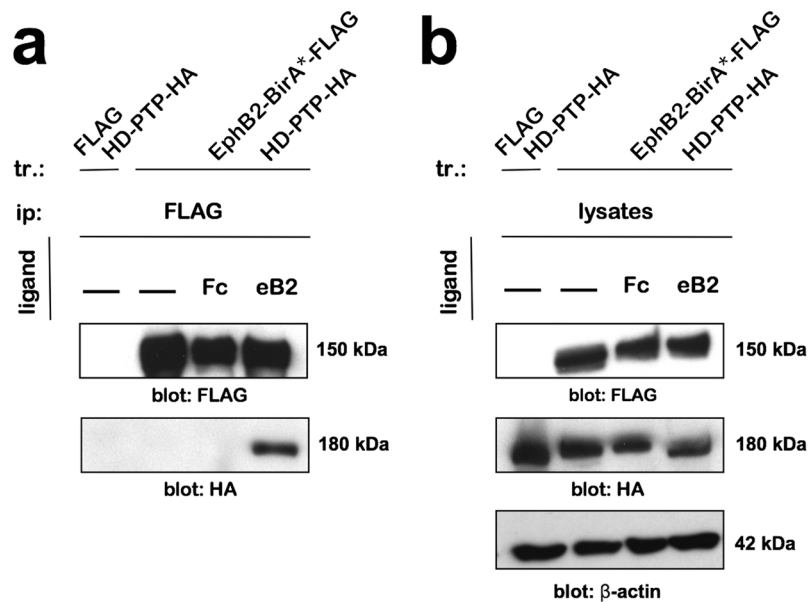 a
FLAG
HD-PTP-HA
EphB2-BirA*-FLAG
HD-PTP-HA
tr.:
ip: FLAG
ligand
— — Fc eB2
150 kDa
blot: FLAG
180 kDa
blot: HA
b
FLAG
HD-PTP-HA
EphB2-BirA*-FLAG
HD-PTP-HA
tr.:
lysates
ligand
— — Fc eB2
150 kDa
blot: FLAG
180 kDa
blot: HA
42 kDa
blot: β-actin